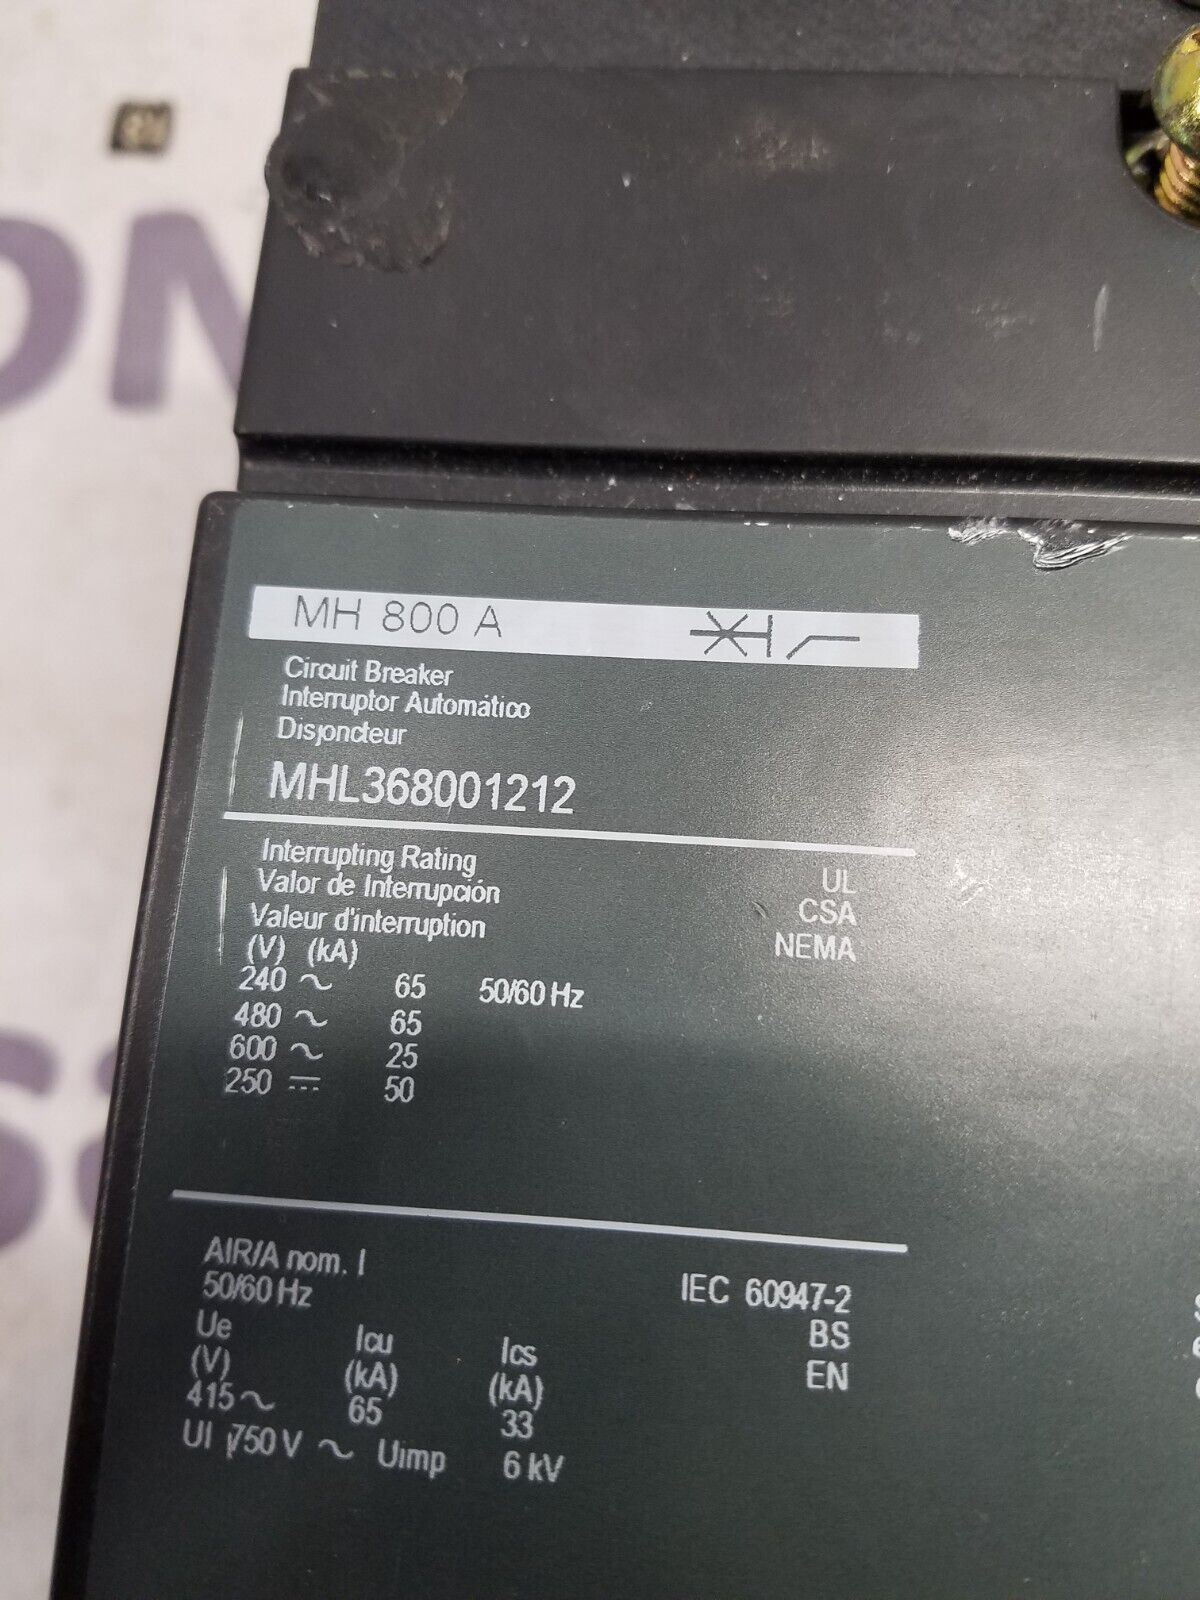 MH 800 A
Circuit Breaker
Interruptor Automático
Disjoncteur
MHL368001212
Interrupting Rating
Valor de Interrupción
Valeur d'interruption
UL
CSA
NEMA
(V) (kA)
240 ~ 65 50/60 Hz
480 ~ 65
600 ~ 25
250 ⎓ 50
AIR/A nom. I
50/60 Hz
IEC 60947-2
BS
EN
Ue Icu Ics
(V) (kA) (kA)
415 ~ 65 33
UI 750 V ~ Uimp 6 kV